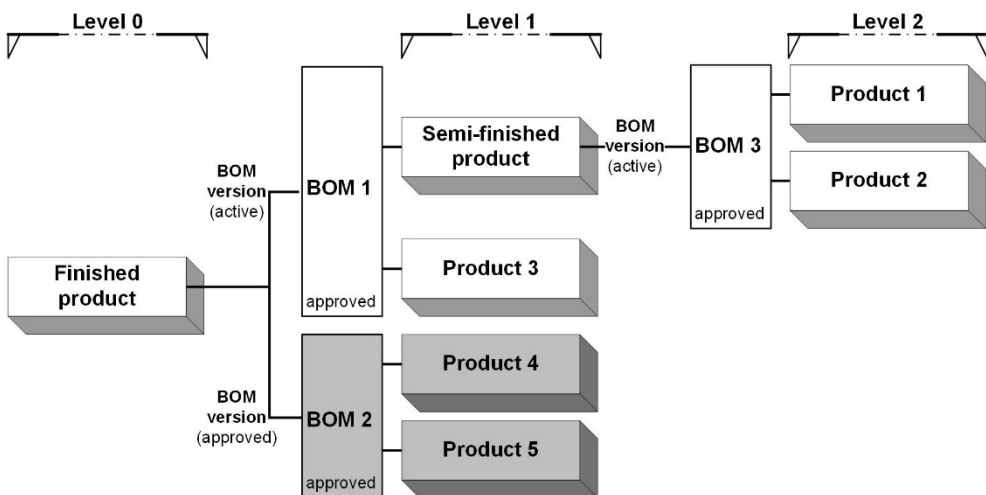 Level 0
Level 1
Level 2
BOM
version
(active)
BOM 1
approved
Semi-finished
product
BOM
version
(active)
BOM 3
approved
Product 1
Product 2
Finished
product
Product 3
BOM
version
(approved)
BOM 2
approved
Product 4
Product 5